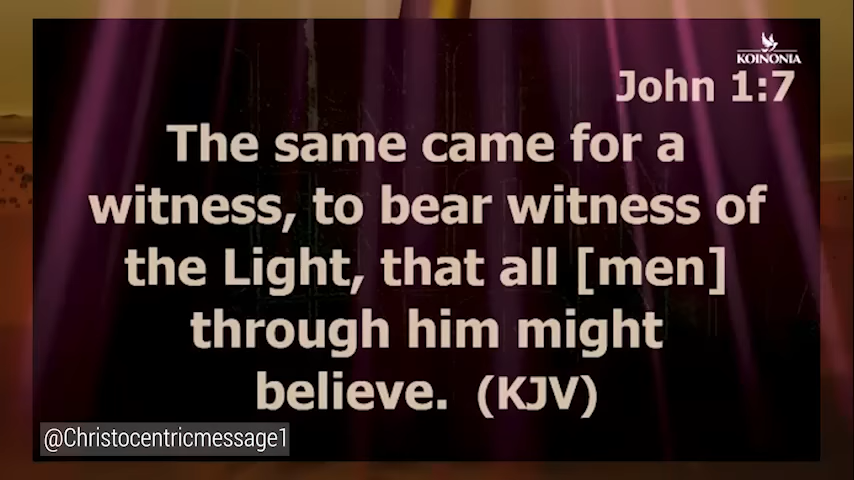 KOINONIA
John 1:7
The same came for a
witness, to bear witness of
the Light, that all [men]
through him might
believe. (KJV)
@Christocentricmessage1